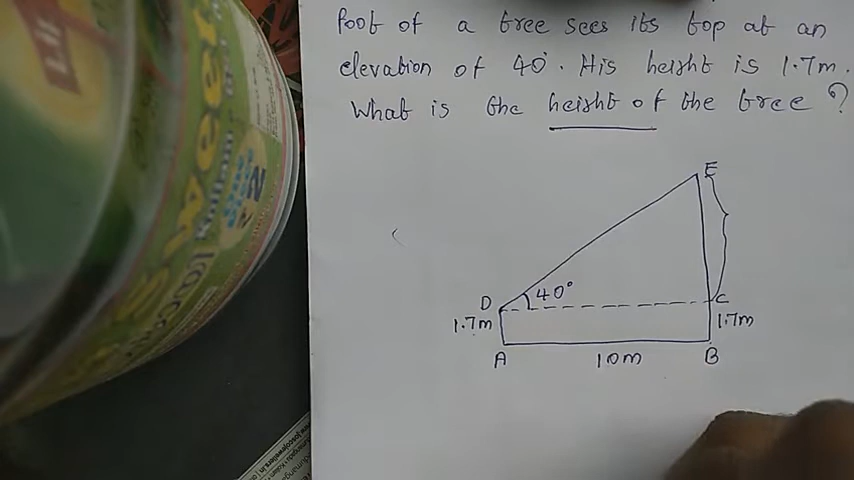 foot of a tree sees its top at an
elevation of 40°. His height is 1.7m.
What is the height of the tree ?
E
D
40°
C
1.7m
1.7m
A
10m
B